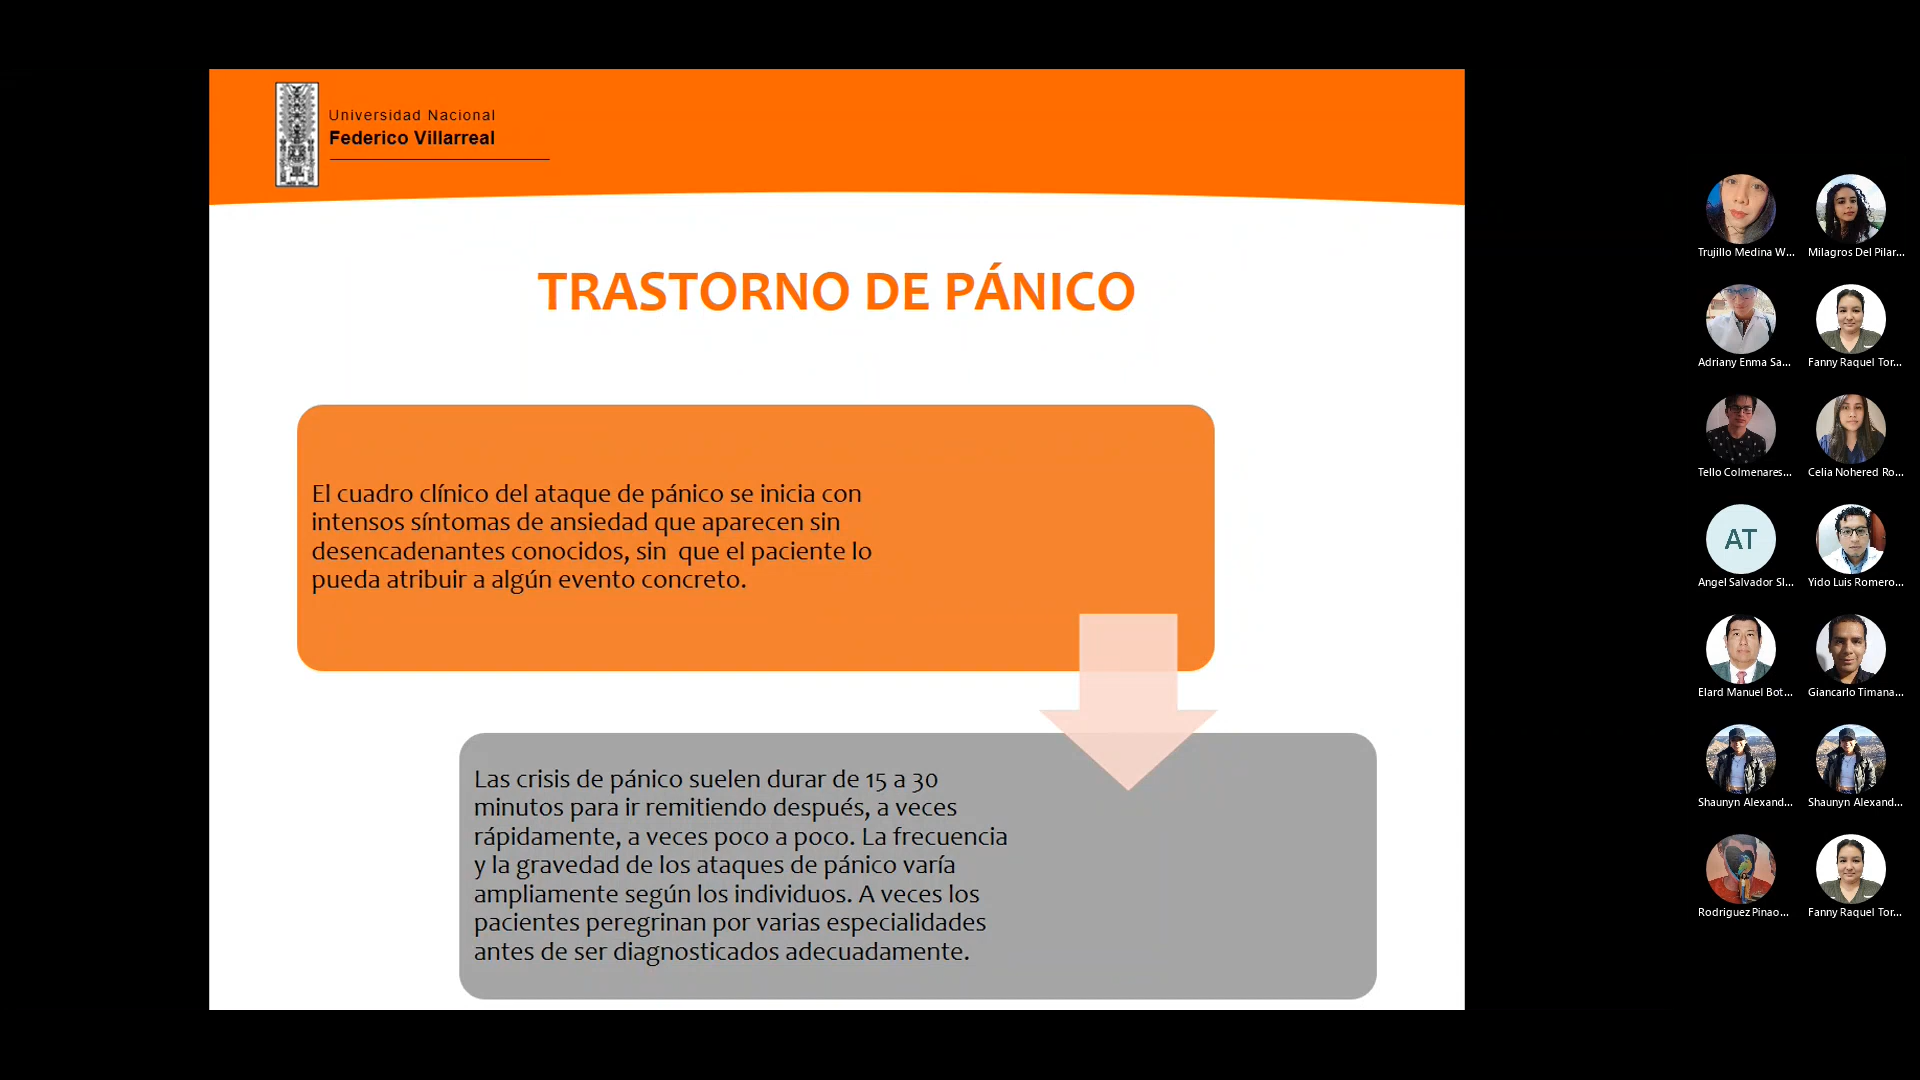 Universidad Nacional
Federico Villarreal
TRASTORNO DE PÁNICO
El cuadro clínico del ataque de pánico se inicia con
intensos síntomas de ansiedad que aparecen sin
desencadenantes conocidos, sin  que el paciente lo
pueda atribuir a algún evento concreto.
Las crisis de pánico suelen durar de 15 a 30
minutos para ir remitiendo después, a veces
rápidamente, a veces poco a poco. La frecuencia
y la gravedad de los ataques de pánico varía
ampliamente según los individuos. A veces los
pacientes peregrinan por varias especialidades
antes de ser diagnosticados adecuadamente.
Trujillo Medina W...
Milagros Del Pilar...
Adriany Enma Sa...
Fanny Raquel Tor...
Tello Colmenares...
Celia Nohered Ro...
AT
Angel Salvador Sl...
Yido Luis Romero...
Elard Manuel Bot...
Giancarlo Timana...
Shaunyn Alexand...
Shaunyn Alexand...
Rodriguez Pinao...
Fanny Raquel Tor...